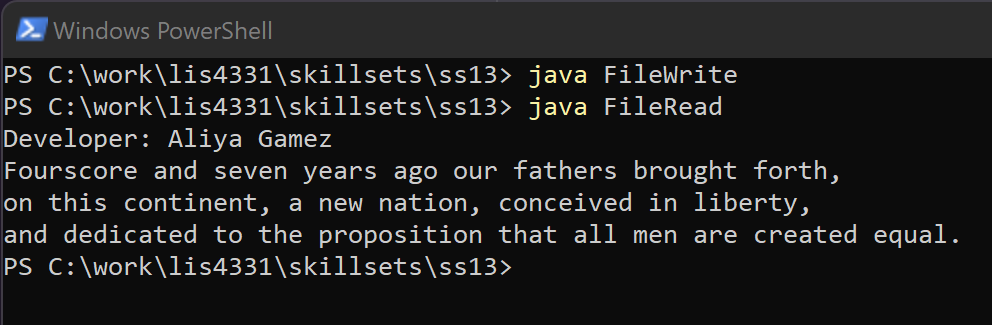 Windows PowerShell
PS C:\work\lis4331\skillsets\ss13> java FileWrite
PS C:\work\lis4331\skillsets\ss13> java FileRead
Developer: Aliya Gamez
Fourscore and seven years ago our fathers brought forth,
on this continent, a new nation, conceived in liberty,
and dedicated to the proposition that all men are created equal.
PS C:\work\lis4331\skillsets\ss13>